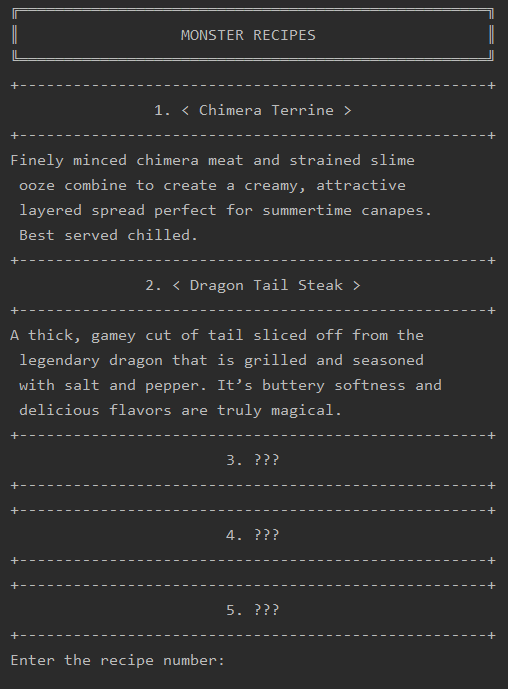 MONSTER RECIPES
+----------------------------------------------------+
1. < Chimera Terrine >
+----------------------------------------------------+
Finely minced chimera meat and strained slime
ooze combine to create a creamy, attractive
layered spread perfect for summertime canapes.
Best served chilled.
+----------------------------------------------------+
2. < Dragon Tail Steak >
+----------------------------------------------------+
A thick, gamey cut of tail sliced off from the
legendary dragon that is grilled and seasoned
with salt and pepper. It’s buttery softness and
delicious flavors are truly magical.
+----------------------------------------------------+
3. ???
+----------------------------------------------------+
+----------------------------------------------------+
4. ???
+----------------------------------------------------+
+----------------------------------------------------+
5. ???
+----------------------------------------------------+
Enter the recipe number: